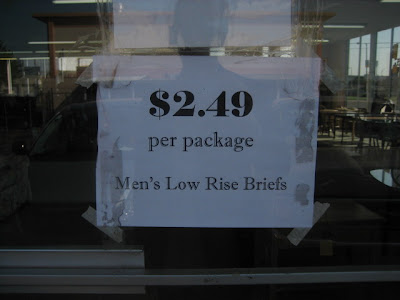 $2.49
per package
Men's Low Rise Briefs